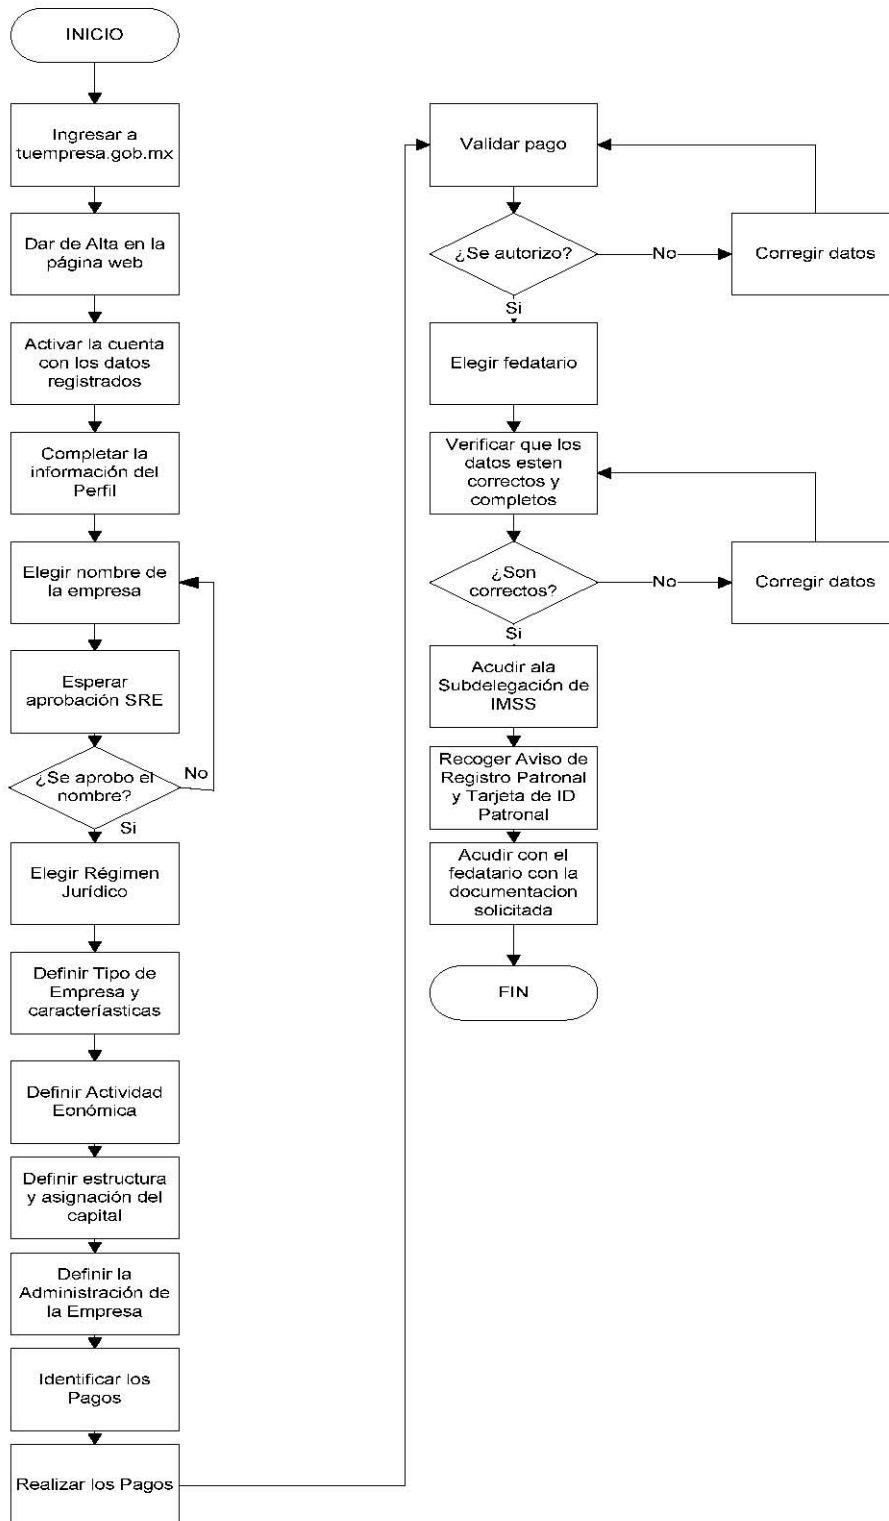 INICIO
Ingresar a
tuempresa.gob.mx
Dar de Alta en la
página web
Activar la cuenta
con los datos
registrados
Completar la
información del
Perfil
Elegir nombre de
la empresa
Esperar
aprobación SRE
¿Se aprobo el
nombre?
No
Si
Elegir Régimen
Jurídico
Definir Tipo de
Empresa y
caracteríasticas
Definir Actividad
Eonómica
Definir estructura
y asignación del
capital
Definir la
Administración de
la Empresa
Identificar los
Pagos
Realizar los Pagos
Validar pago
¿Se autorizo?
No
Corregir datos
Si
Elegir fedatario
Verificar que los
datos esten
correctos y
completos
¿Son
correctos?
No
Corregir datos
Si
Acudir ala
Subdelegación de
IMSS
Recoger Aviso de
Registro Patronal
y Tarjeta de ID
Patronal
Acudir con el
fedatario con la
documentacion
solicitada
FIN